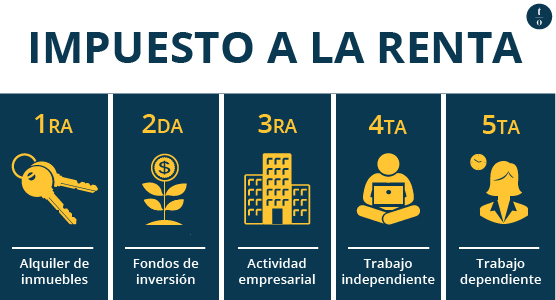 t
o
IMPUESTO A LA RENTA
1RA
2DA
3RA
4TA
5TA
$
Alquiler de
inmuebles
Fondos de
inversión
Actividad
empresarial
Trabajo
independiente
Trabajo
dependiente